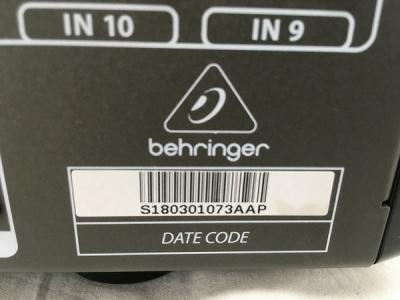 IN 10
IN 9
behringer
S180301073AAP
DATE CODE